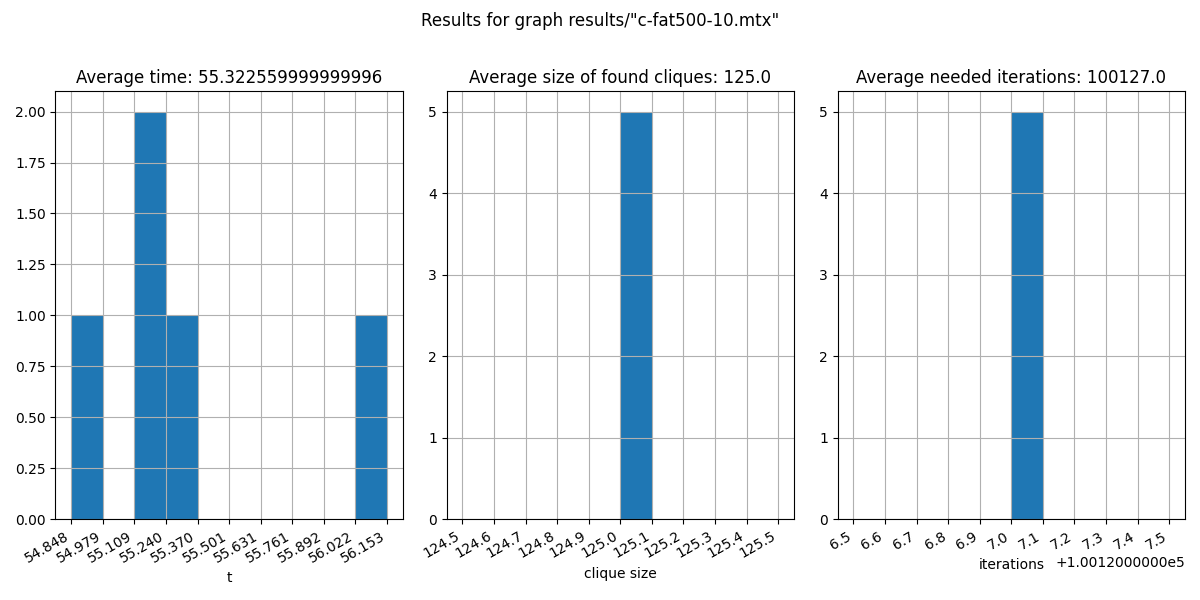 Results for graph results/"c-fat500-10.mtx"
Average time: 55.322559999999996
2.00
1.75
1.50
1.25
1.00
0.75
0.50
0.25
0.00
54.848 54.979 55.109 55.240 55.370 55.501 55.631 55.761 55.892 56.022 56.153
t
Average size of found cliques: 125.0
5
4
3
2
1
0
124.5 124.6 124.7 124.8 124.9 125.0 125.1 125.2 125.3 125.4 125.5
clique size
Average needed iterations: 100127.0
5
4
3
2
1
0
6.5 6.6 6.7 6.8 6.9 7.0 7.1 7.2 7.3 7.4 7.5
iterations +1.0012000000e5